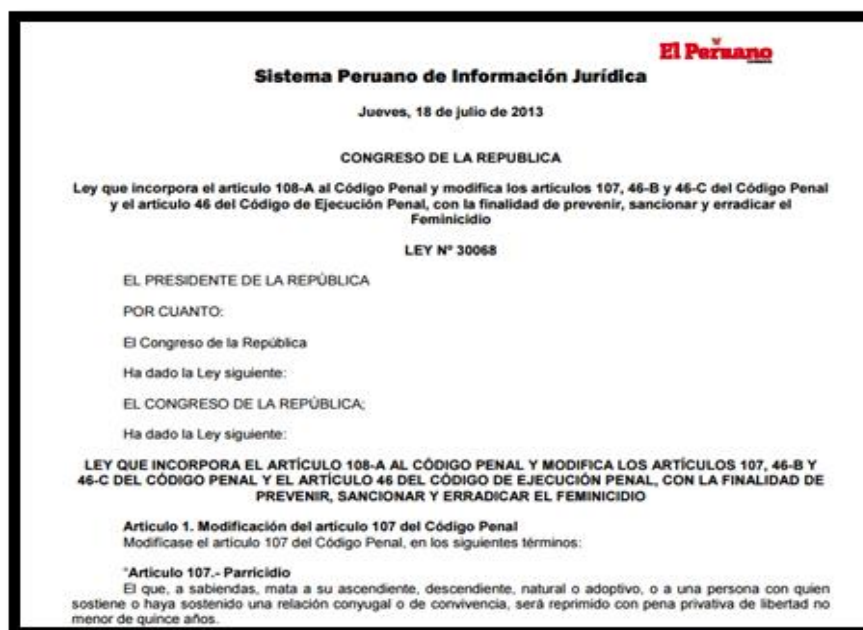 El Peruano
Sistema Peruano de Información Jurídica
Jueves, 18 de julio de 2013
CONGRESO DE LA REPUBLICA
Ley que incorpora el artículo 108-A al Código Penal y modifica los artículos 107, 46-B y 46-C del Código Penal
y el artículo 46 del Código de Ejecución Penal, con la finalidad de prevenir, sancionar y erradicar el
Feminicidio
LEY Nº 30068
EL PRESIDENTE DE LA REPÚBLICA
POR CUANTO:
El Congreso de la República
Ha dado la Ley siguiente:
EL CONGRESO DE LA REPÚBLICA;
Ha dado la Ley siguiente:
LEY QUE INCORPORA EL ARTÍCULO 108-A AL CÓDIGO PENAL Y MODIFICA LOS ARTÍCULOS 107, 46-B Y
46-C DEL CÓDIGO PENAL Y EL ARTÍCULO 46 DEL CÓDIGO DE EJECUCIÓN PENAL, CON LA FINALIDAD DE
PREVENIR, SANCIONAR Y ERRADICAR EL FEMINICIDIO
Artículo 1. Modificación del artículo 107 del Código Penal
Modifícase el artículo 107 del Código Penal, en los siguientes términos:
"Artículo 107.- Parricidio
El que, a sabiendas, mata a su ascendiente, descendiente, natural o adoptivo, o a una persona con quien
sostiene o haya sostenido una relación conyugal o de convivencia, será reprimido con pena privativa de libertad no
menor de quince años.